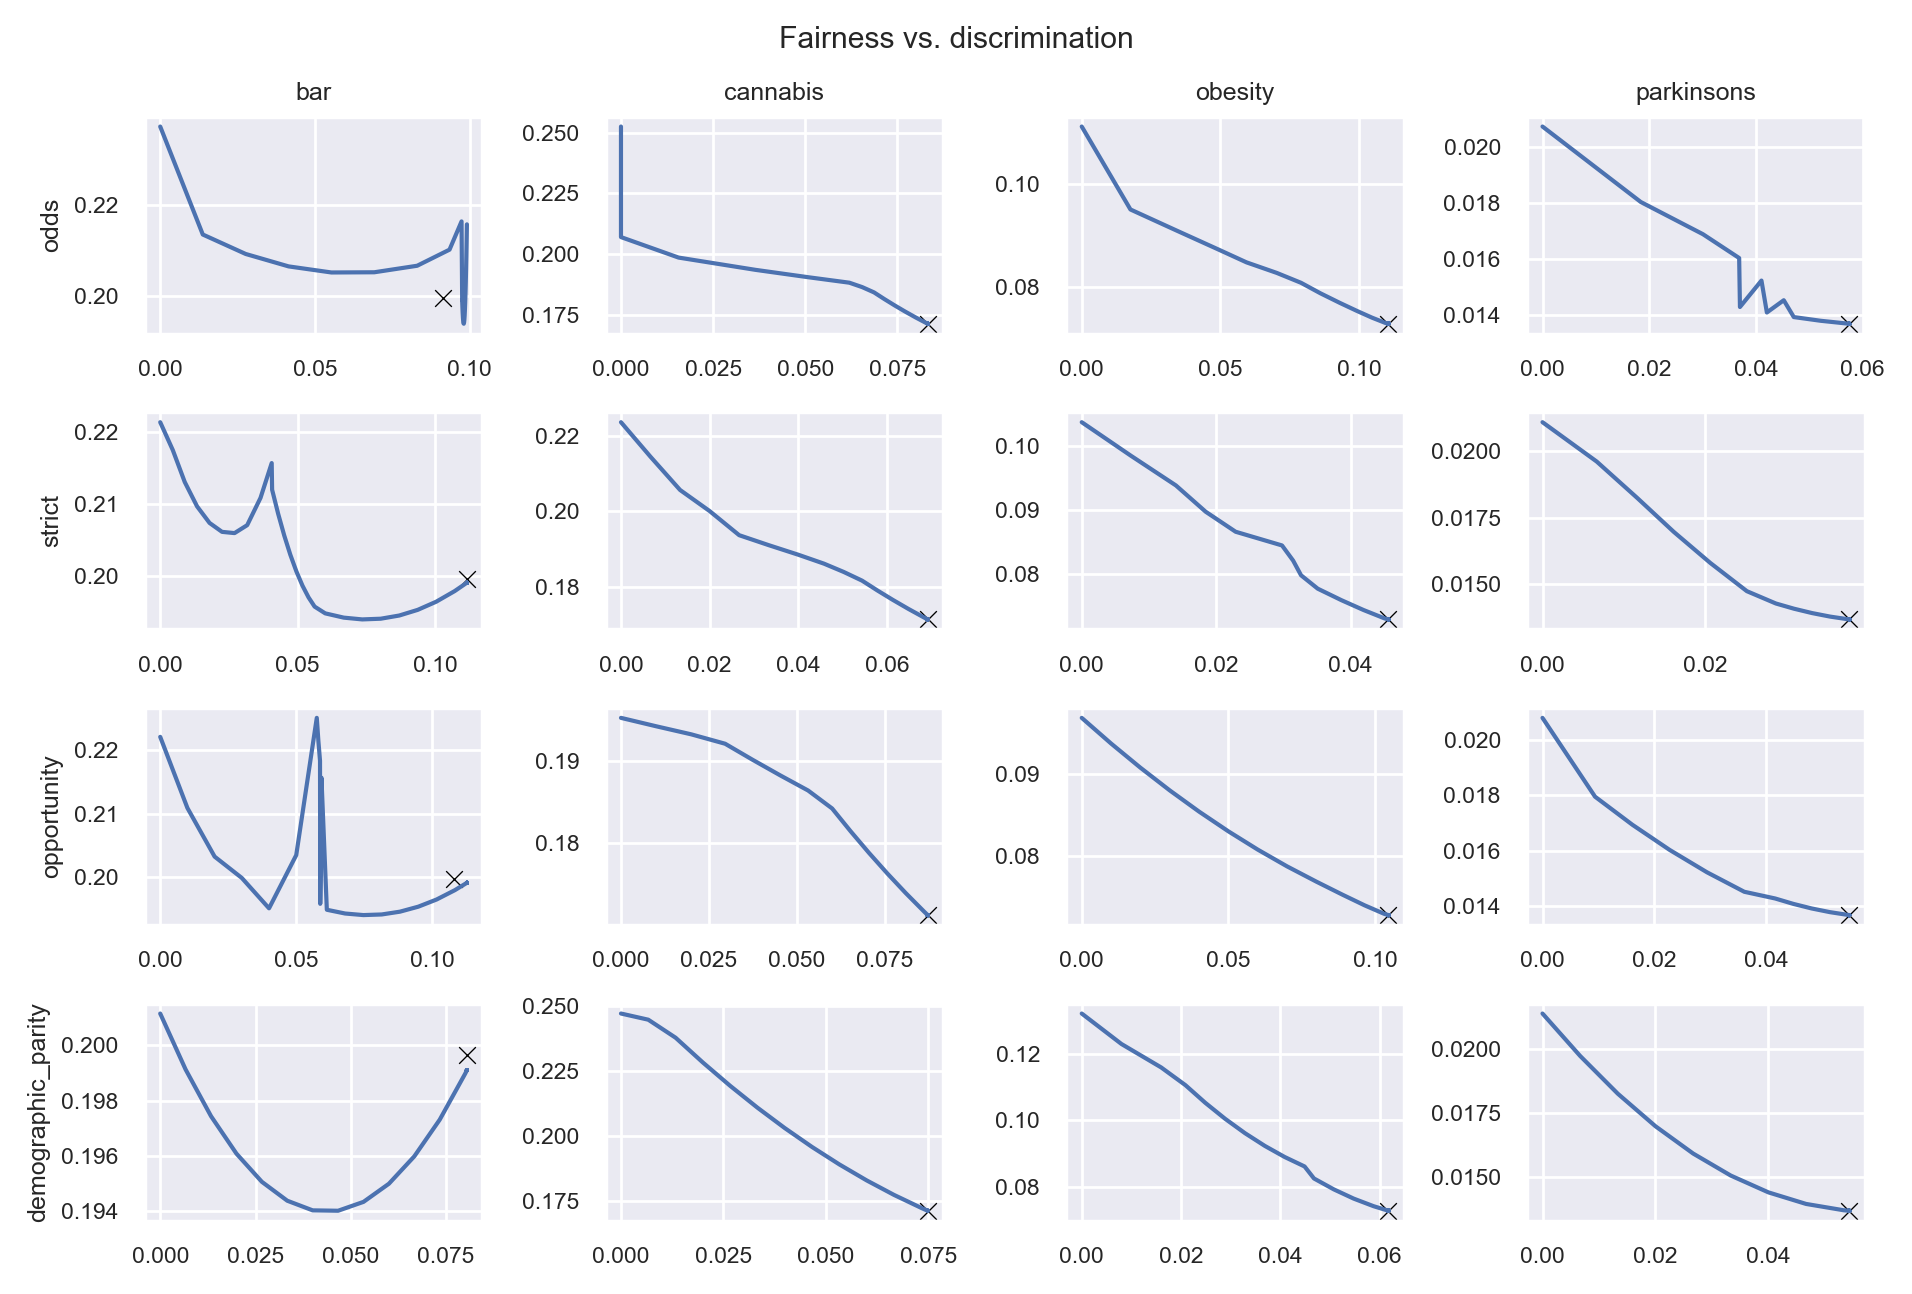 Fairness vs. discrimination
bar cannabis obesity parkinsons
odds
0.22
0.20
0.00 0.05 0.10
0.250
0.225
0.200
0.175
0.000 0.025 0.050 0.075
0.10
0.08
0.00 0.05 0.10
0.020
0.018
0.016
0.014
0.00 0.02 0.04 0.06
strict
0.22
0.21
0.20
0.00 0.05 0.10
0.22
0.20
0.18
0.00 0.02 0.04 0.06
0.10
0.09
0.08
0.00 0.02 0.04
0.0200
0.0175
0.0150
0.00 0.02
opportunity
0.22
0.21
0.20
0.00 0.05 0.10
0.19
0.18
0.000 0.025 0.050 0.075
0.09
0.08
0.00 0.05 0.10
0.020
0.018
0.016
0.014
0.00 0.02 0.04
demographic_parity
0.200
0.198
0.196
0.194
0.000 0.025 0.050 0.075
0.250
0.225
0.200
0.175
0.000 0.025 0.050 0.075
0.12
0.10
0.08
0.00 0.02 0.04 0.06
0.0200
0.0175
0.0150
0.00 0.02 0.04